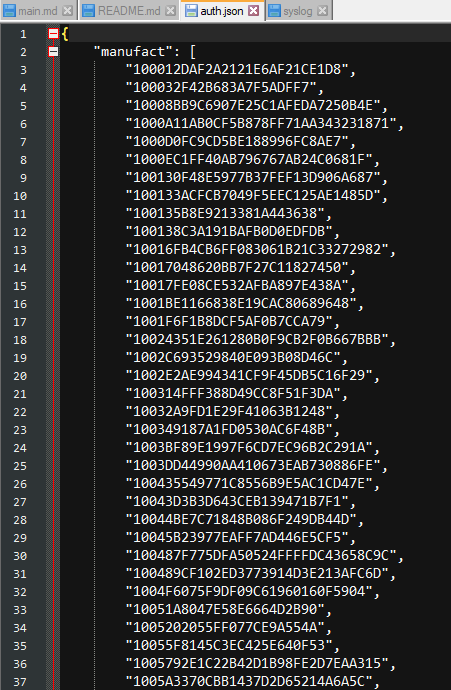 main.md README.md auth.json syslog
1 {
2 "manufact": [
3 "100012DAF2A2121E6AF21CE1D8",
4 "100032F42B683A7F5ADFF7",
5 "10008BB9C6907E25C1AFEDA7250B4E",
6 "1000A11AB0CF5B878FF71AA343231871",
7 "1000D0FC9CD5BE188996FC8AE7",
8 "1000EC1FF40AB796767AB24C0681F",
9 "100130F48E5977B37FEF13D906A687",
10 "100133ACFCB7049F5EEC125AE1485D",
11 "100135B8E9213381A443638",
12 "100138C3A191BAFB0D0EDFDB",
13 "10016FB4CB6FF083061B21C33272982",
14 "10017048620BB7F27C11827450",
15 "10017FE08CE532AFBA897E438A",
16 "1001BE1166838E19CAC80689648",
17 "1001F6F1B8DCF5AF0B7CCA79",
18 "10024351E261280B0F9CB2F0B667BBB",
19 "1002C693529840E093B08D46C",
20 "1002E2AE994341CF9F45DB5C16F29",
21 "100314FFF388D49CC8F51F3DA",
22 "10032A9FD1E29F41063B1248",
23 "100349187A1FD0530AC6F48B",
24 "1003BF89E1997F6CD7EC96B2C291A",
25 "1003DD44990AA410673EAB730886FE",
26 "100435549771C8556B9E5AC1CD47E",
27 "10043D3B3D643CEB139471B7F1",
28 "10044BE7C71848B086F249DB44D",
29 "10045B23977EAFF7AD446E5CF5",
30 "100487F775DFA50524FFFFDC43658C9C",
31 "100489CF102ED3773914D3E213AFC6D",
32 "1004F6075F9DF09C61960160F5904",
33 "10051A8047E58E6664D2B90",
34 "1005202055FF077CE9A554A",
35 "10055F8145C3EC425E640F53",
36 "1005792E1C22B42D1B98FE2D7EAA315",
37 "1005A3370CBB1437D2D65214A6A5C",